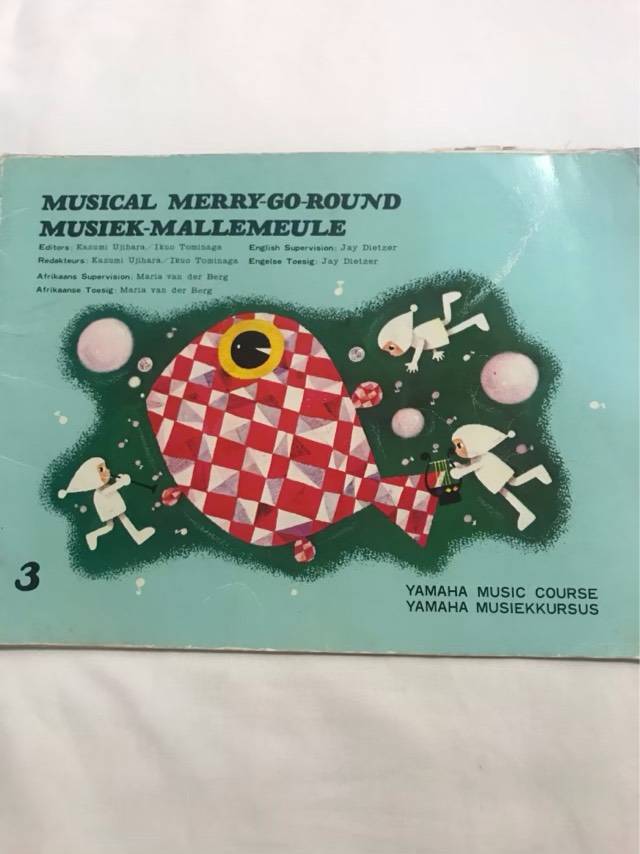 MUSICAL MERRY-GO-ROUND
MUSIEK-MALLEMEULE
Editors: Kazumi Ujihara/Ikuo Tominaga English Supervision: Jay Dietzer
Redakteurs: Kazumi Ujihara/Ikuo Tominaga Engelse Toesig: Jay Dietzer
Afrikaans Supervision: Maria van der Berg
Afrikaanse Toesig: Maria van der Berg
3
YAMAHA MUSIC COURSE
YAMAHA MUSIEKKURSUS